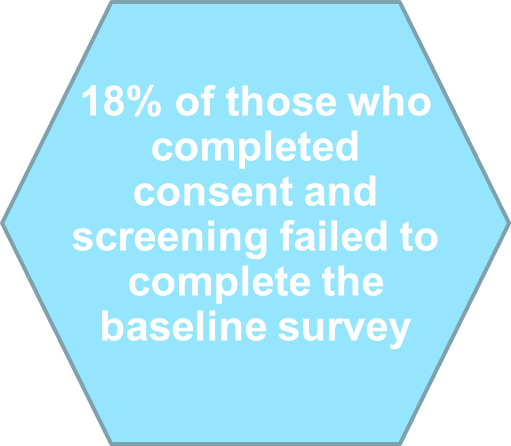 18% of those who
completed
consent and
screening failed to
complete the
baseline survey